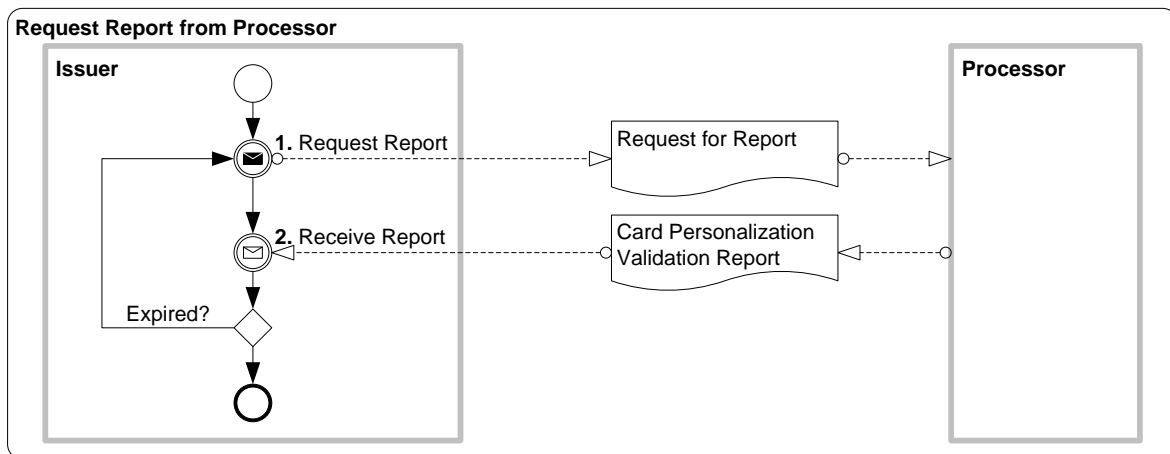 Request Report from Processor
Issuer
Processor
1. Request Report
Request for Report
2. Receive Report
Card Personalization
Validation Report
Expired?